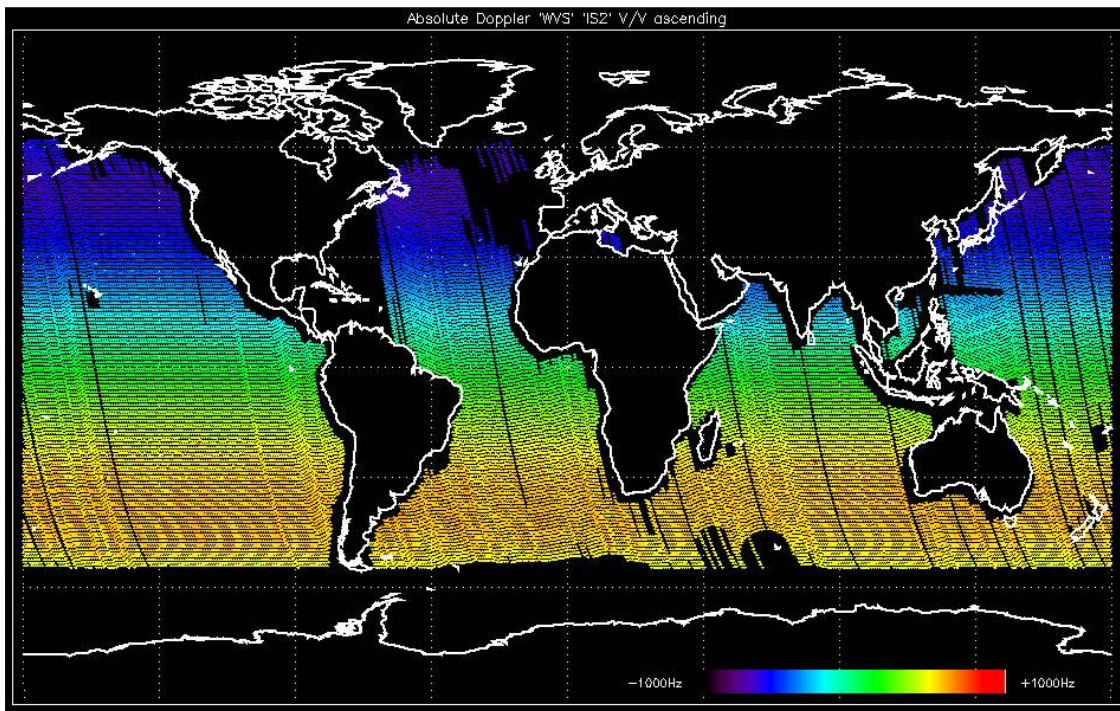 Absolute Doppler 'WVS' 'IS2' V/V ascending
-1000Hz +1000Hz